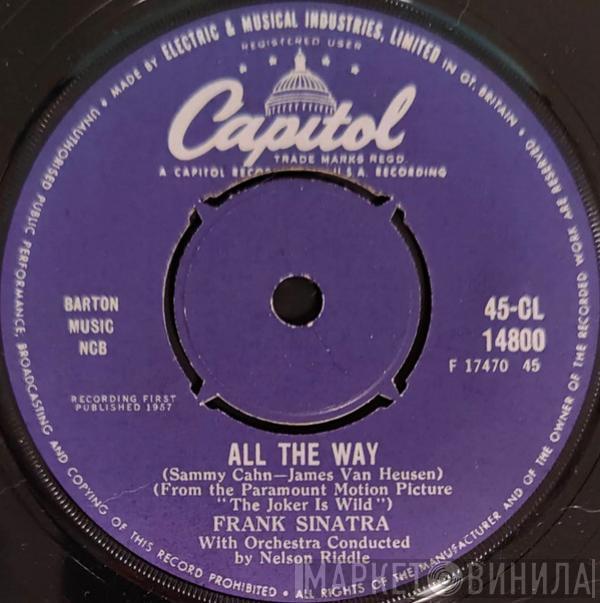 MADE BY ELECTRIC & MUSICAL INDUSTRIES, LIMITED IN GT. BRITAIN • ALL RIGHTS OF THE MANUFACTURER AND OF THE OWNER OF THE RECORDED WORK ARE RESERVED
UNAUTHORISED PUBLIC PERFORMANCE, BROADCASTING AND COPYING OF THIS RECORD PROHIBITED •
REGISTERED USER
Capitol
TRADE MARKS REGD.
A CAPITOL U.S.A. RECORDING
BARTON
MUSIC
NCB
45-CL
14800
F 17470 45
RECORDING FIRST
PUBLISHED 1957
ALL THE WAY
(Sammy Cahn—James Van Heusen)
(From the Paramount Motion Picture
"The Joker Is Wild")
FRANK SINATRA
With Orchestra Conducted
by Nelson Riddle
МАРКЕТ ВИНИЛА